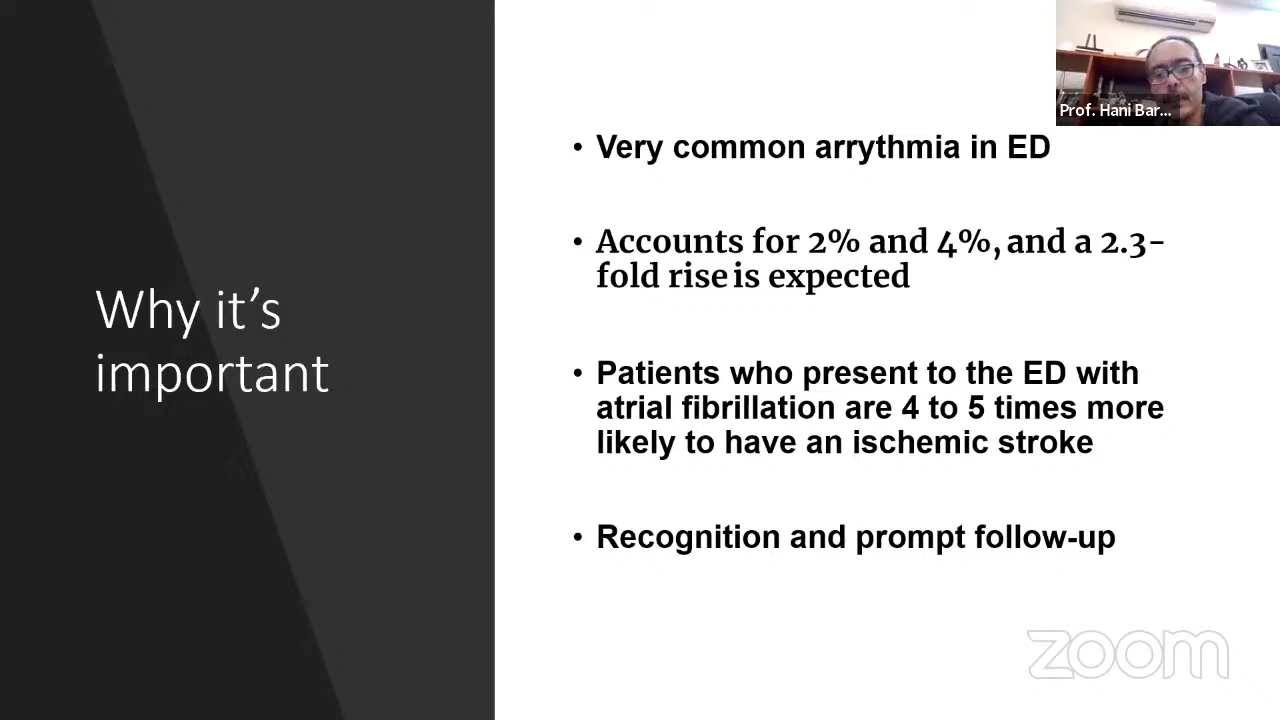 Prof. Hani Bar...
Why it's
important
• Very common arrythmia in ED
• Accounts for 2% and 4%, and a 2.3-
fold rise is expected
• Patients who present to the ED with
atrial fibrillation are 4 to 5 times more
likely to have an ischemic stroke
• Recognition and prompt follow-up
zoom